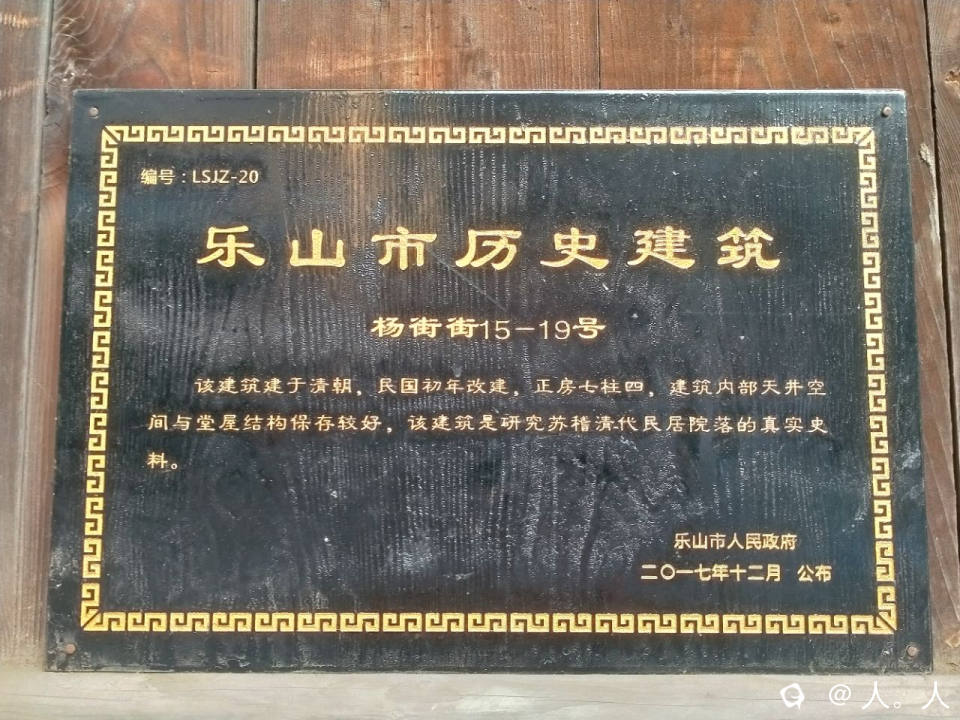 编号：LSJZ-20
乐山市历史建筑
杨街街15-19号
该建筑建于清朝，民国初年改建，正房七柱四，建筑内部天井空
间与堂屋结构保存较好，该建筑是研究苏稽清代民居院落的真实史
料。
乐山市人民政府
二〇一七年十二月 公布
@人。人